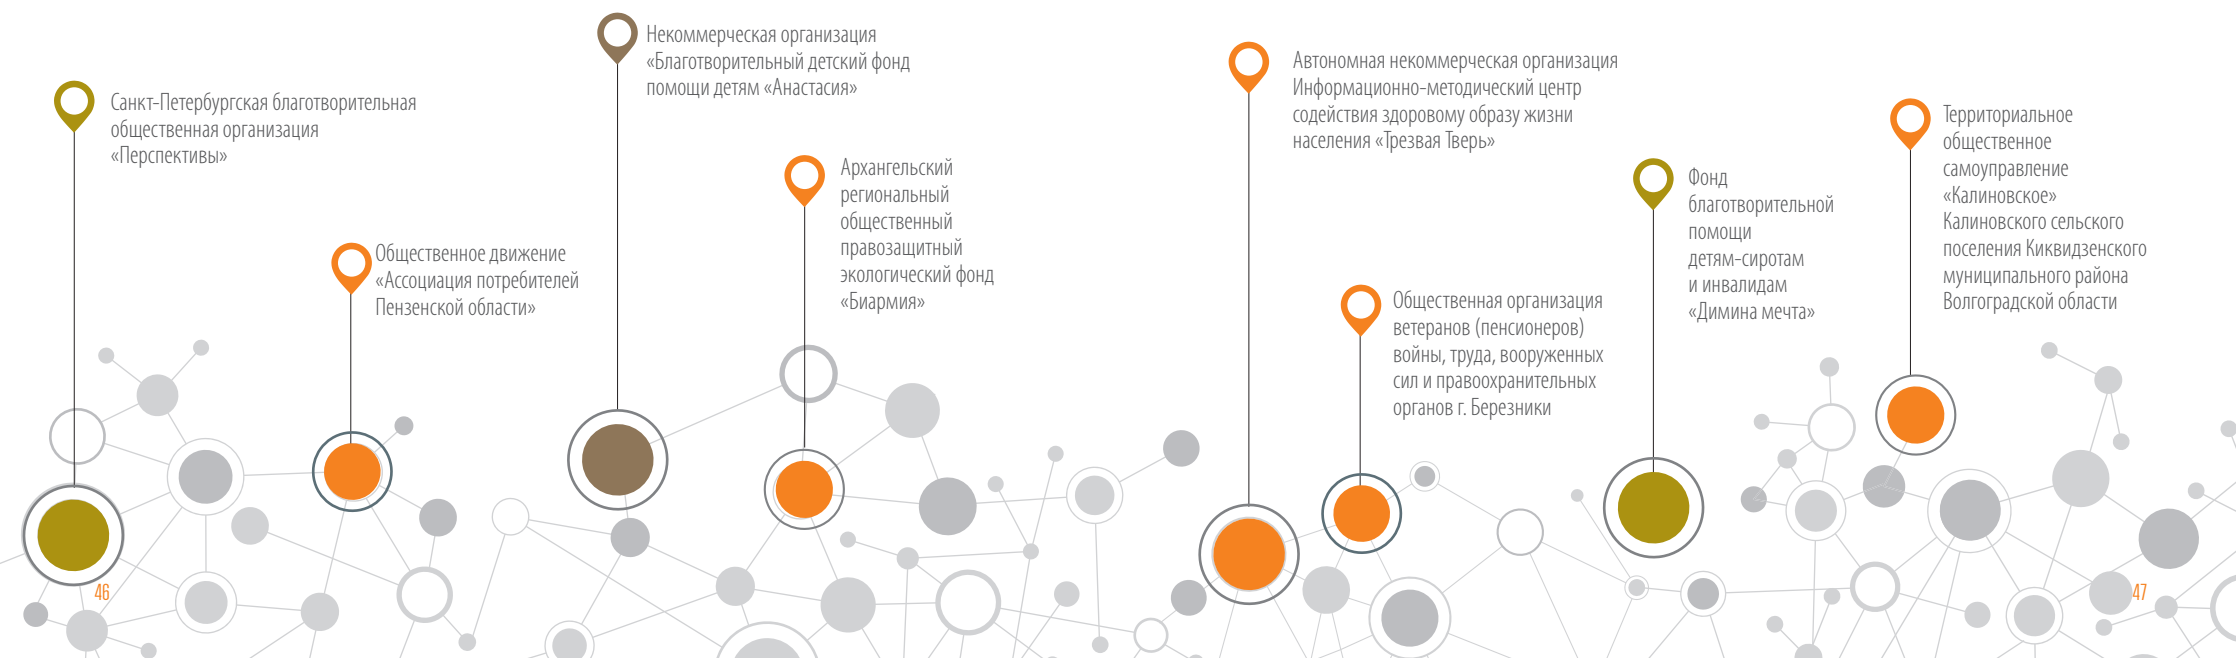 Санкт-Петербургская благотворительная
общественная организация
«Перспективы»
Общественное движение
«Ассоциация потребителей
Пензенской области»
Некоммерческая организация
«Благотворительный детский фонд
помощи детям «Анастасия»
Архангельский
региональный
общественный
правозащитный
экологический фонд
«Биармия»
Автономная некоммерческая организация
Информационно-методический центр
содействия здоровому образу жизни
населения «Трезвая Тверь»
Общественная организация
ветеранов (пенсионеров)
войны, труда, вооруженных
сил и правоохранительных
органов г. Березники
Фонд
благотворительной
помощи
детям-сиротам
и инвалидам
«Димина мечта»
Территориальное
общественное
самоуправление
«Калиновское»
Калиновского сельского
поселения Киквидзенского
муниципального района
Волгоградской области
46
47